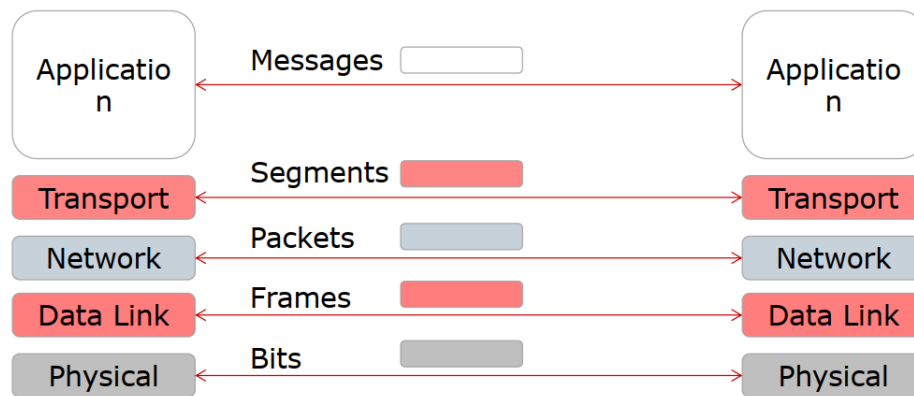 Messages
Applicatio
n
Applicatio
n
Segments
Transport
Transport
Packets
Network
Network
Frames
Data Link
Data Link
Bits
Physical
Physical